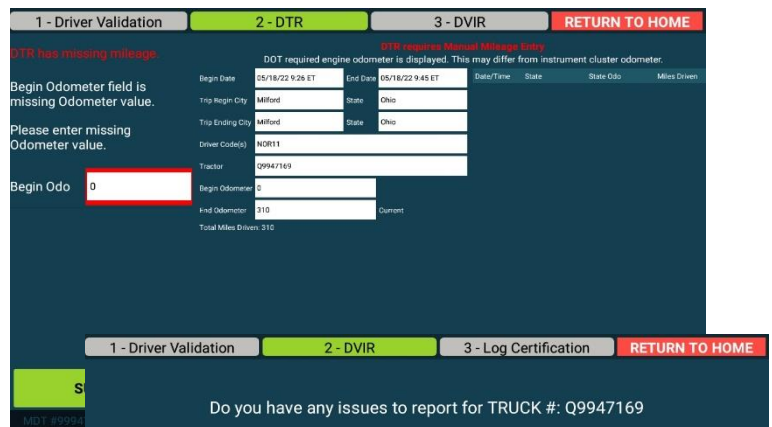 1 - Driver Validation 2 - DTR 3 - DVIR RETURN TO HOME
DTR has missing mileage.
DTR requires Manual Mileage Entry
DOT required engine odometer is displayed. This may differ from instrument cluster odometer.
Begin Odometer field is
missing Odometer value.
Please enter missing
Odometer value.
Begin Odo 0
Begin Date 05/18/22 9:26 ET End Date 05/18/22 9:45 ET
Trip Begin City Milford State Ohio
Trip Ending City Milford State Ohio
Driver Code(s) NOR11
Tractor Q9947169
Begin Odometer 0
End Odometer 310 Current
Total Miles Driven: 310
Date/Time State State Odo Miles Driven
1 - Driver Validation 2 - DVIR 3 - Log Certification RETURN TO HOME
Do you have any issues to report for TRUCK #: Q9947169
MDT #9994